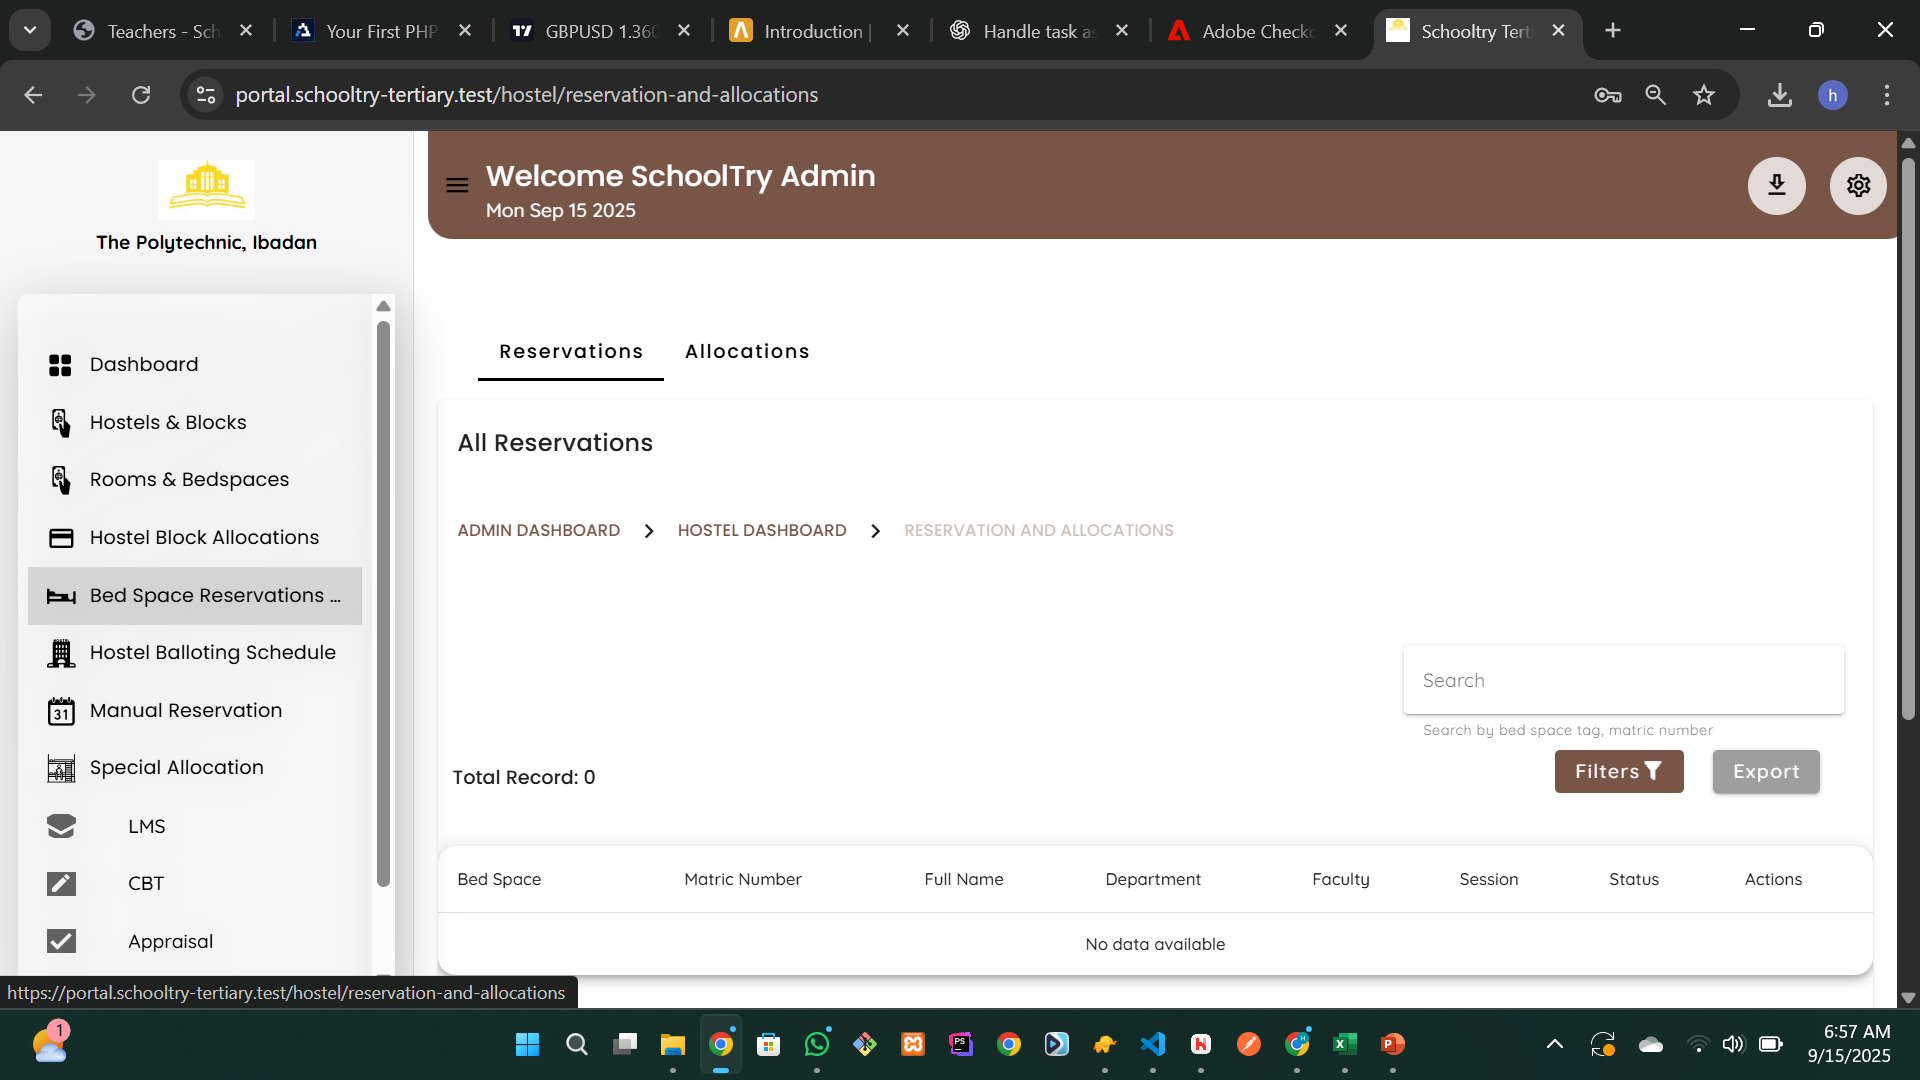 Teachers - Sch
Your First PHP
GBPUSD 1.360
Introduction |
Handle task as
Adobe Checko
Schooltry Terti
portal.schooltry-tertiary.test/hostel/reservation-and-allocations
h
The Polytechnic, Ibadan
Welcome SchoolTry Admin
Mon Sep 15 2025
Dashboard
Hostels & Blocks
Rooms & Bedspaces
Hostel Block Allocations
Bed Space Reservations ...
Hostel Balloting Schedule
31
Manual Reservation
Special Allocation
LMS
CBT
Appraisal
Reservations
Allocations
All Reservations
ADMIN DASHBOARD
HOSTEL DASHBOARD
RESERVATION AND ALLOCATIONS
Search
Search by bed space tag, matric number
Total Record: 0
Filters
Export
Bed Space
Matric Number
Full Name
Department
Faculty
Session
Status
Actions
No data available
https://portal.schooltry-tertiary.test/hostel/reservation-and-allocations
1
PS
6:57 AM
9/15/2025